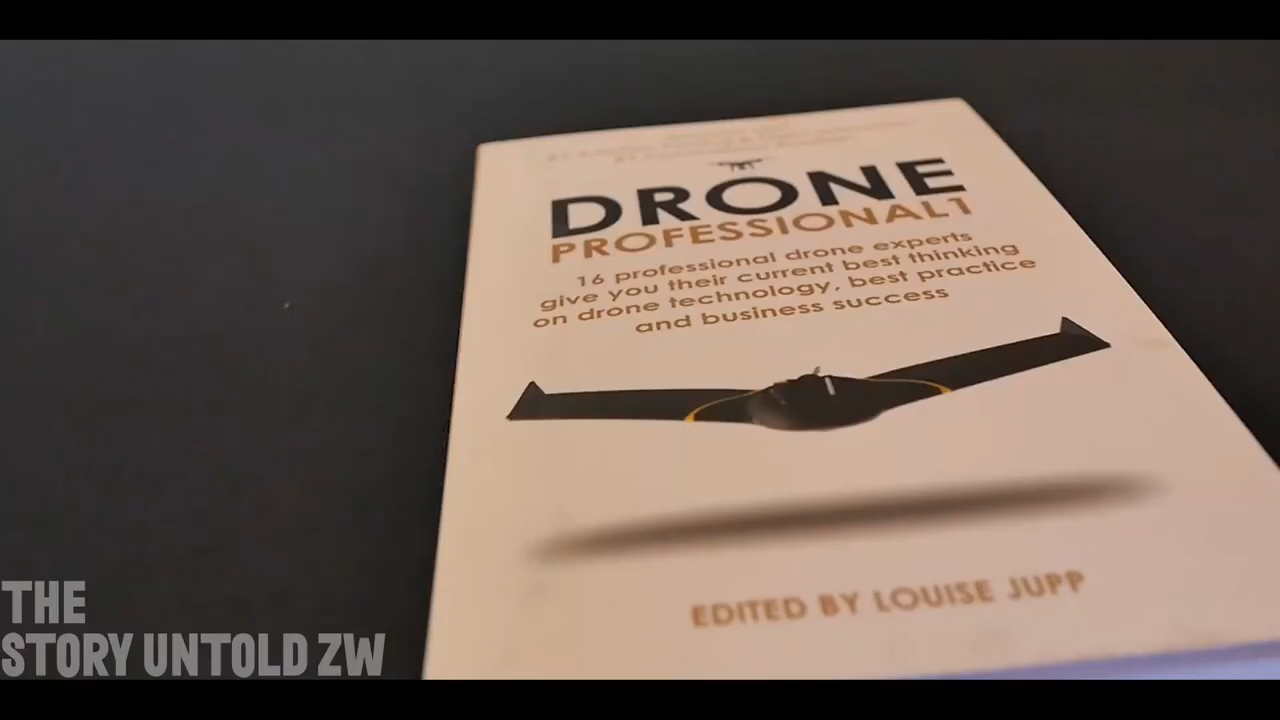 DRONE
PROFESSIONAL1
16 professional drone experts
give you their current best thinking
on drone technology, best practice
and business success
EDITED BY LOUISE JUPP
THE
STORY UNTOLD ZW